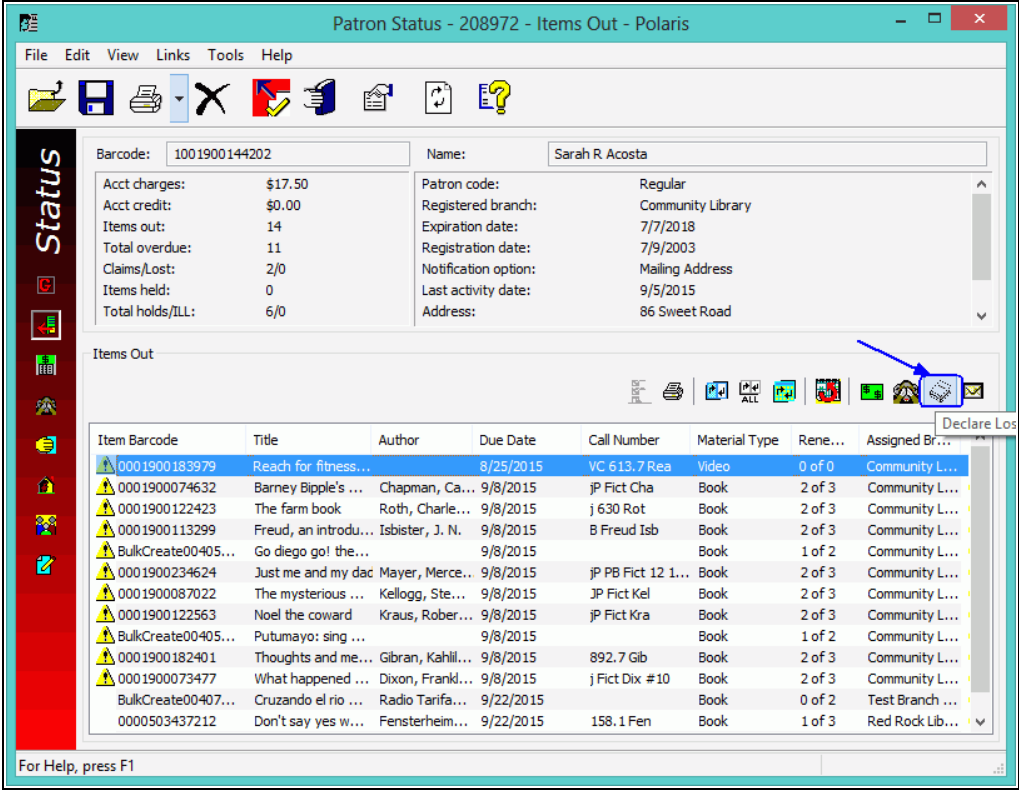 Patron Status - 208972 - Items Out - Polaris
File Edit View Links Tools Help
Status
Barcode: 1001900144202 Name: Sarah R Acosta
Acct charges: $17.50 Patron code: Regular
Acct credit: $0.00 Registered branch: Community Library
Items out: 14 Expiration date: 7/7/2018
Total overdue: 11 Registration date: 7/9/2003
Claims/Lost: 2/0 Notification option: Mailing Address
Items held: 0 Last activity date: 9/5/2015
Total holds/ILL: 6/0 Address: 86 Sweet Road
Items Out
ALL
Declare Los
Item Barcode Title Author Due Date Call Number Material Type Rene... Assigned Br...
0001900183979 Reach for fitness... 8/25/2015 VC 613.7 Rea Video 0 of 0 Community L...
0001900074632 Barney Bipple's ... Chapman, Ca... 9/8/2015 jP Fict Cha Book 2 of 3 Community L...
0001900122423 The farm book Roth, Charle... 9/8/2015 j 630 Rot Book 2 of 3 Community L...
0001900113299 Freud, an introdu... Isbister, J. N. 9/8/2015 B Freud Isb Book 2 of 3 Community L...
BulkCreate00405... Go diego go! the... 9/8/2015 Book 1 of 2 Community L...
0001900234624 Just me and my dad Mayer, Merce... 9/8/2015 jP PB Fict 12 1... Book 2 of 3 Community L...
0001900087022 The mysterious ... Kellogg, Ste... 9/8/2015 JP Fict Kel Book 2 of 3 Community L...
0001900122563 Noel the coward Kraus, Rober... 9/8/2015 jP Fict Kra Book 2 of 3 Community L...
BulkCreate00405... Putumayo: sing ... 9/8/2015 Book 1 of 2 Community L...
0001900182401 Thoughts and me... Gibran, Kahlil... 9/8/2015 892.7 Gib Book 2 of 3 Community L...
0001900073477 What happened ... Dixon, Frankl... 9/8/2015 j Fict Dix #10 Book 2 of 3 Community L...
BulkCreate00407... Cruzando el rio ... Radio Tarifa... 9/22/2015 Book 0 of 2 Test Branch ...
0000503437212 Don't say yes w... Fensterheim... 9/22/2015 158.1 Fen Book 1 of 3 Red Rock Lib...
For Help, press F1